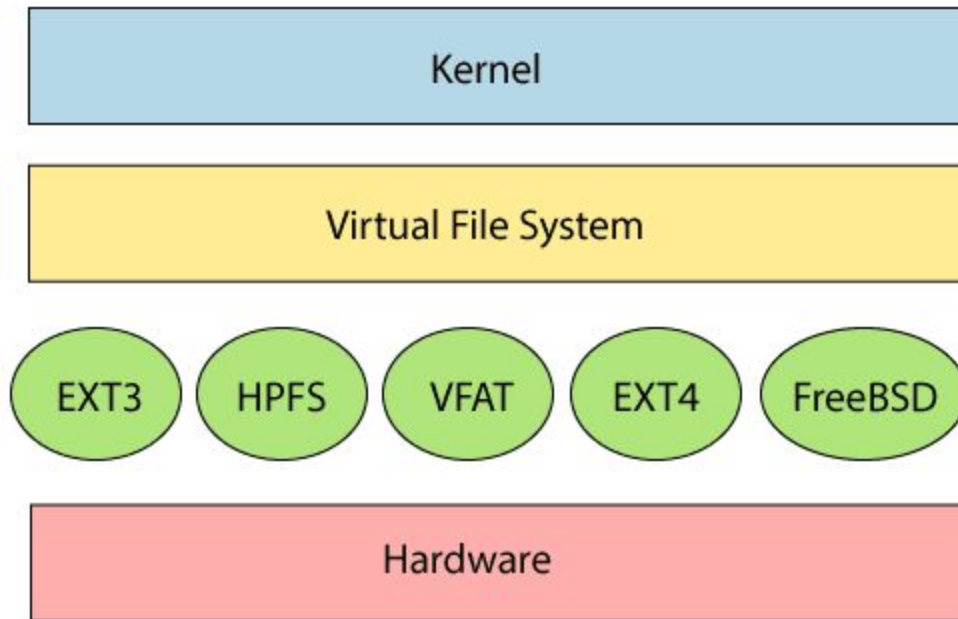 Kernel
Virtual File System
EXT3 HPFS VFAT EXT4 FreeBSD
Hardware